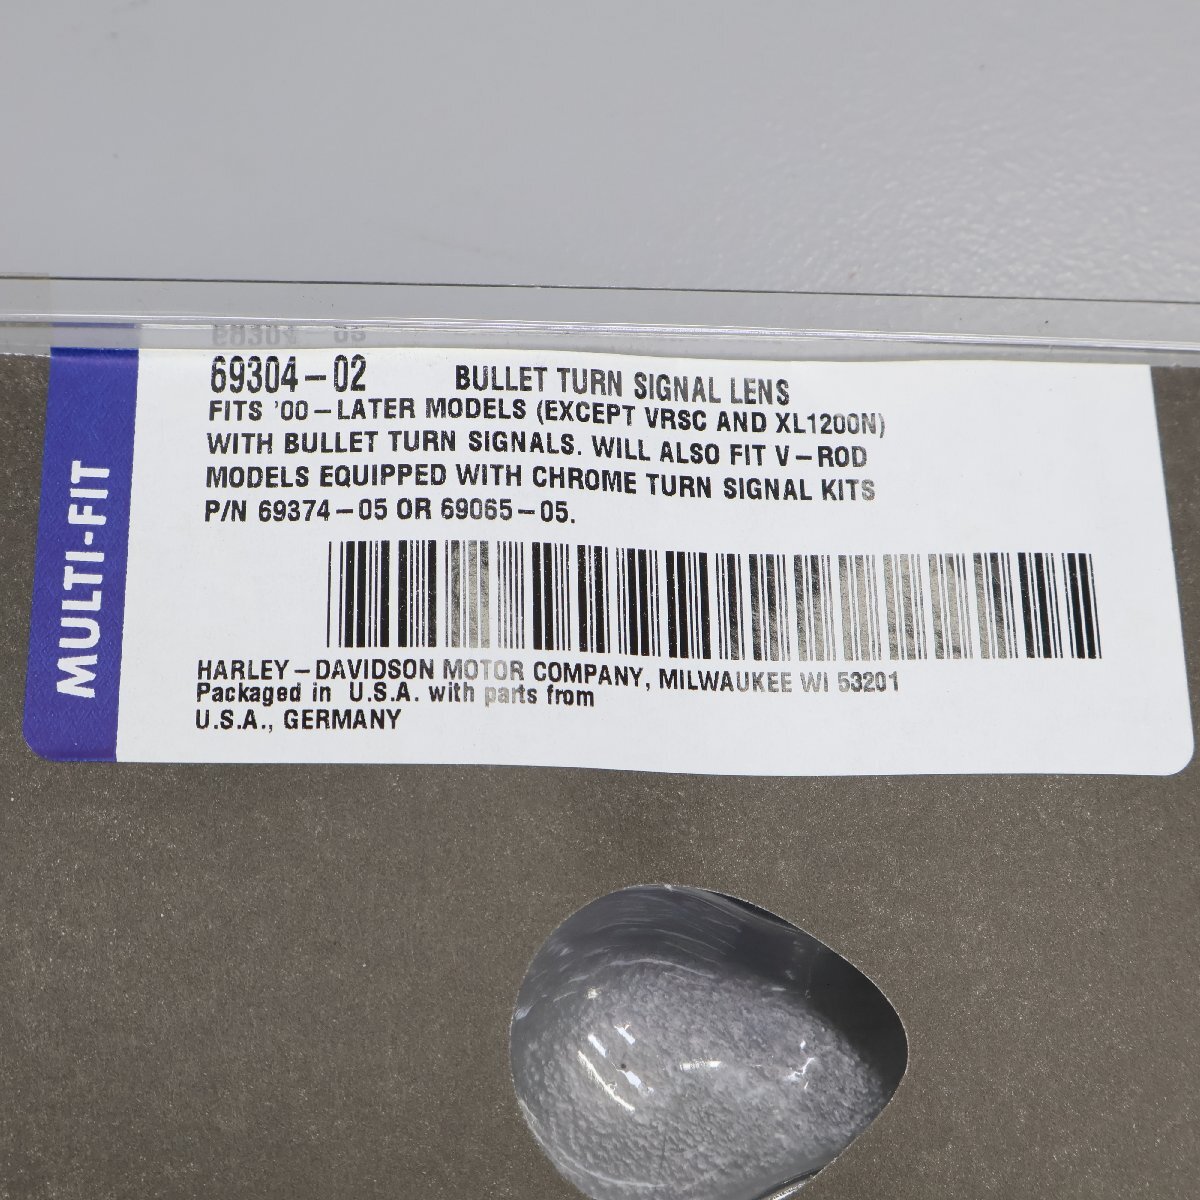 69304-02 BULLET TURN SIGNAL LENS
FITS '00-LATER MODELS (EXCEPT VRSC AND XL1200N)
WITH BULLET TURN SIGNALS. WILL ALSO FIT V-ROD
MODELS EQUIPPED WITH CHROME TURN SIGNAL KITS
P/N 69374-05 OR 69065-05.
MULTI-FIT
HARLEY-DAVIDSON MOTOR COMPANY, MILWAUKEE WI 53201
Packaged in U.S.A. with parts from
U.S.A., GERMANY